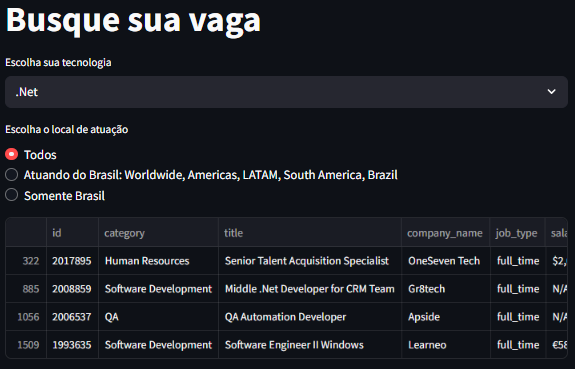 Busque sua vaga
Escolha sua tecnologia
.Net
Escolha o local de atuação
Todos
Atuando do Brasil: Worldwide, Americas, LATAM, South America, Brazil
Somente Brasil
id category title company_name job_type sala
322 2017895 Human Resources Senior Talent Acquisition Specialist OneSeven Tech full_time $2,
885 2008859 Software Development Middle .Net Developer for CRM Team Gr8tech full_time N/A
1056 2006537 QA QA Automation Developer Apside full_time N/A
1509 1993635 Software Development Software Engineer II Windows Learneo full_time €58